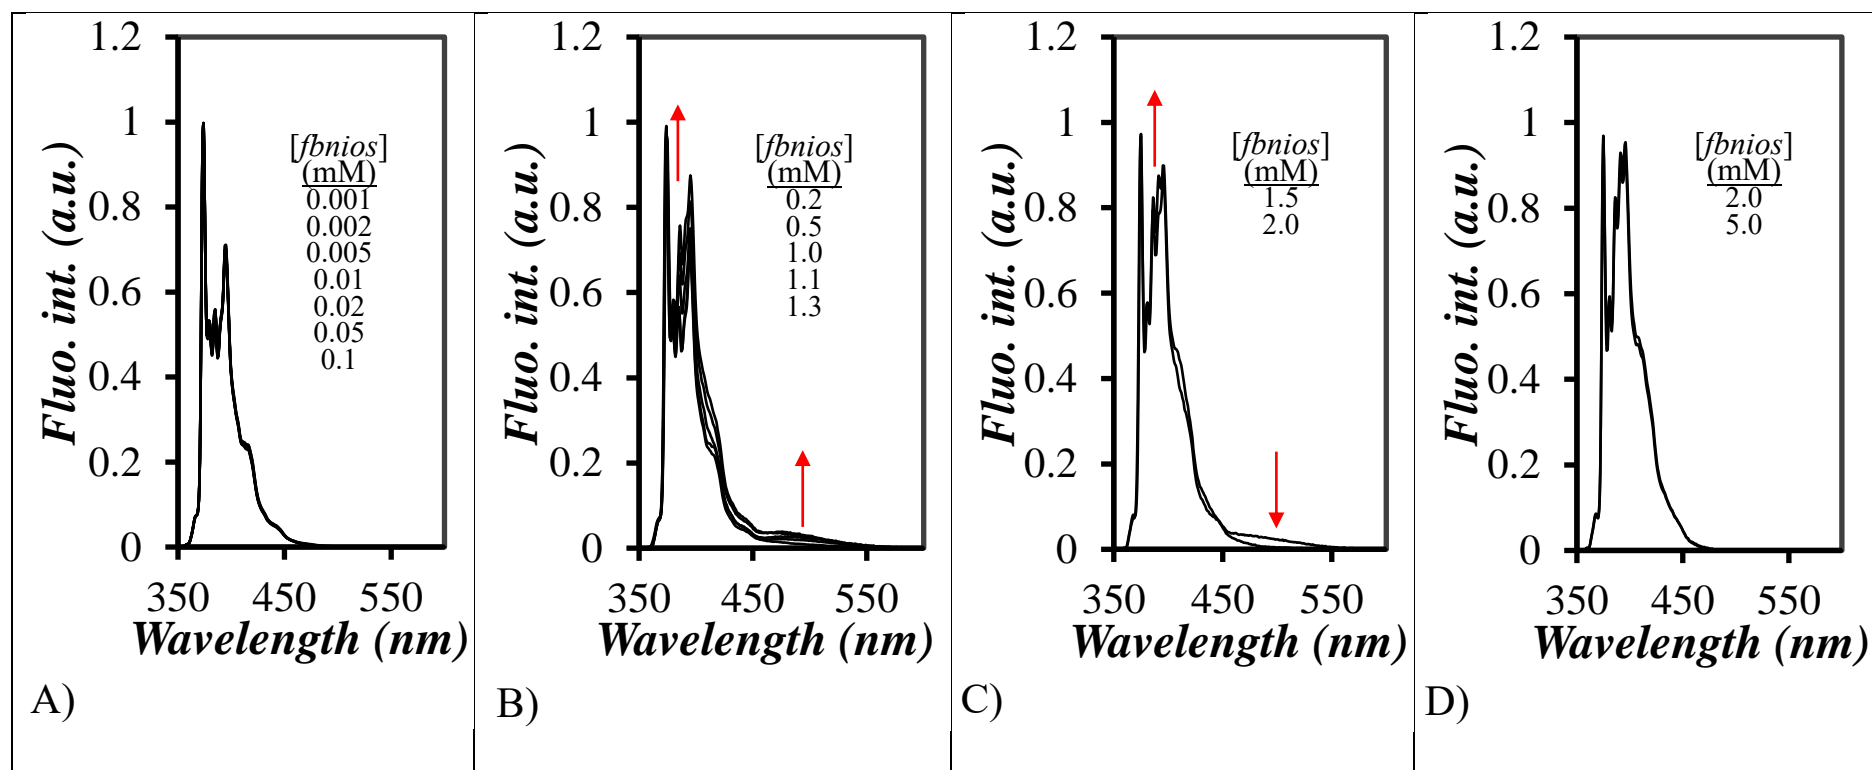 1.2
1
0.8
0.6
0.4
0.2
0
350 450 550
Fluo. int. (a.u.)
Wavelength (nm)
[fbnios]
(mM)
0.001
0.002
0.005
0.01
0.02
0.05
0.1
A)
1.2
1
0.8
0.6
0.4
0.2
0
350 450 550
Fluo. int. (a.u.)
Wavelength (nm)
[fbnios]
(mM)
0.2
0.5
1.0
1.1
1.3
B)
1.2
1
0.8
0.6
0.4
0.2
0
350 450 550
Fluo. int. (a.u.)
Wavelength (nm)
[fbnios]
(mM)
1.5
2.0
C)
1.2
1
0.8
0.6
0.4
0.2
0
350 450 550
Fluo. int. (a.u.)
Wavelength (nm)
[fbnios]
(mM)
2.0
5.0
D)